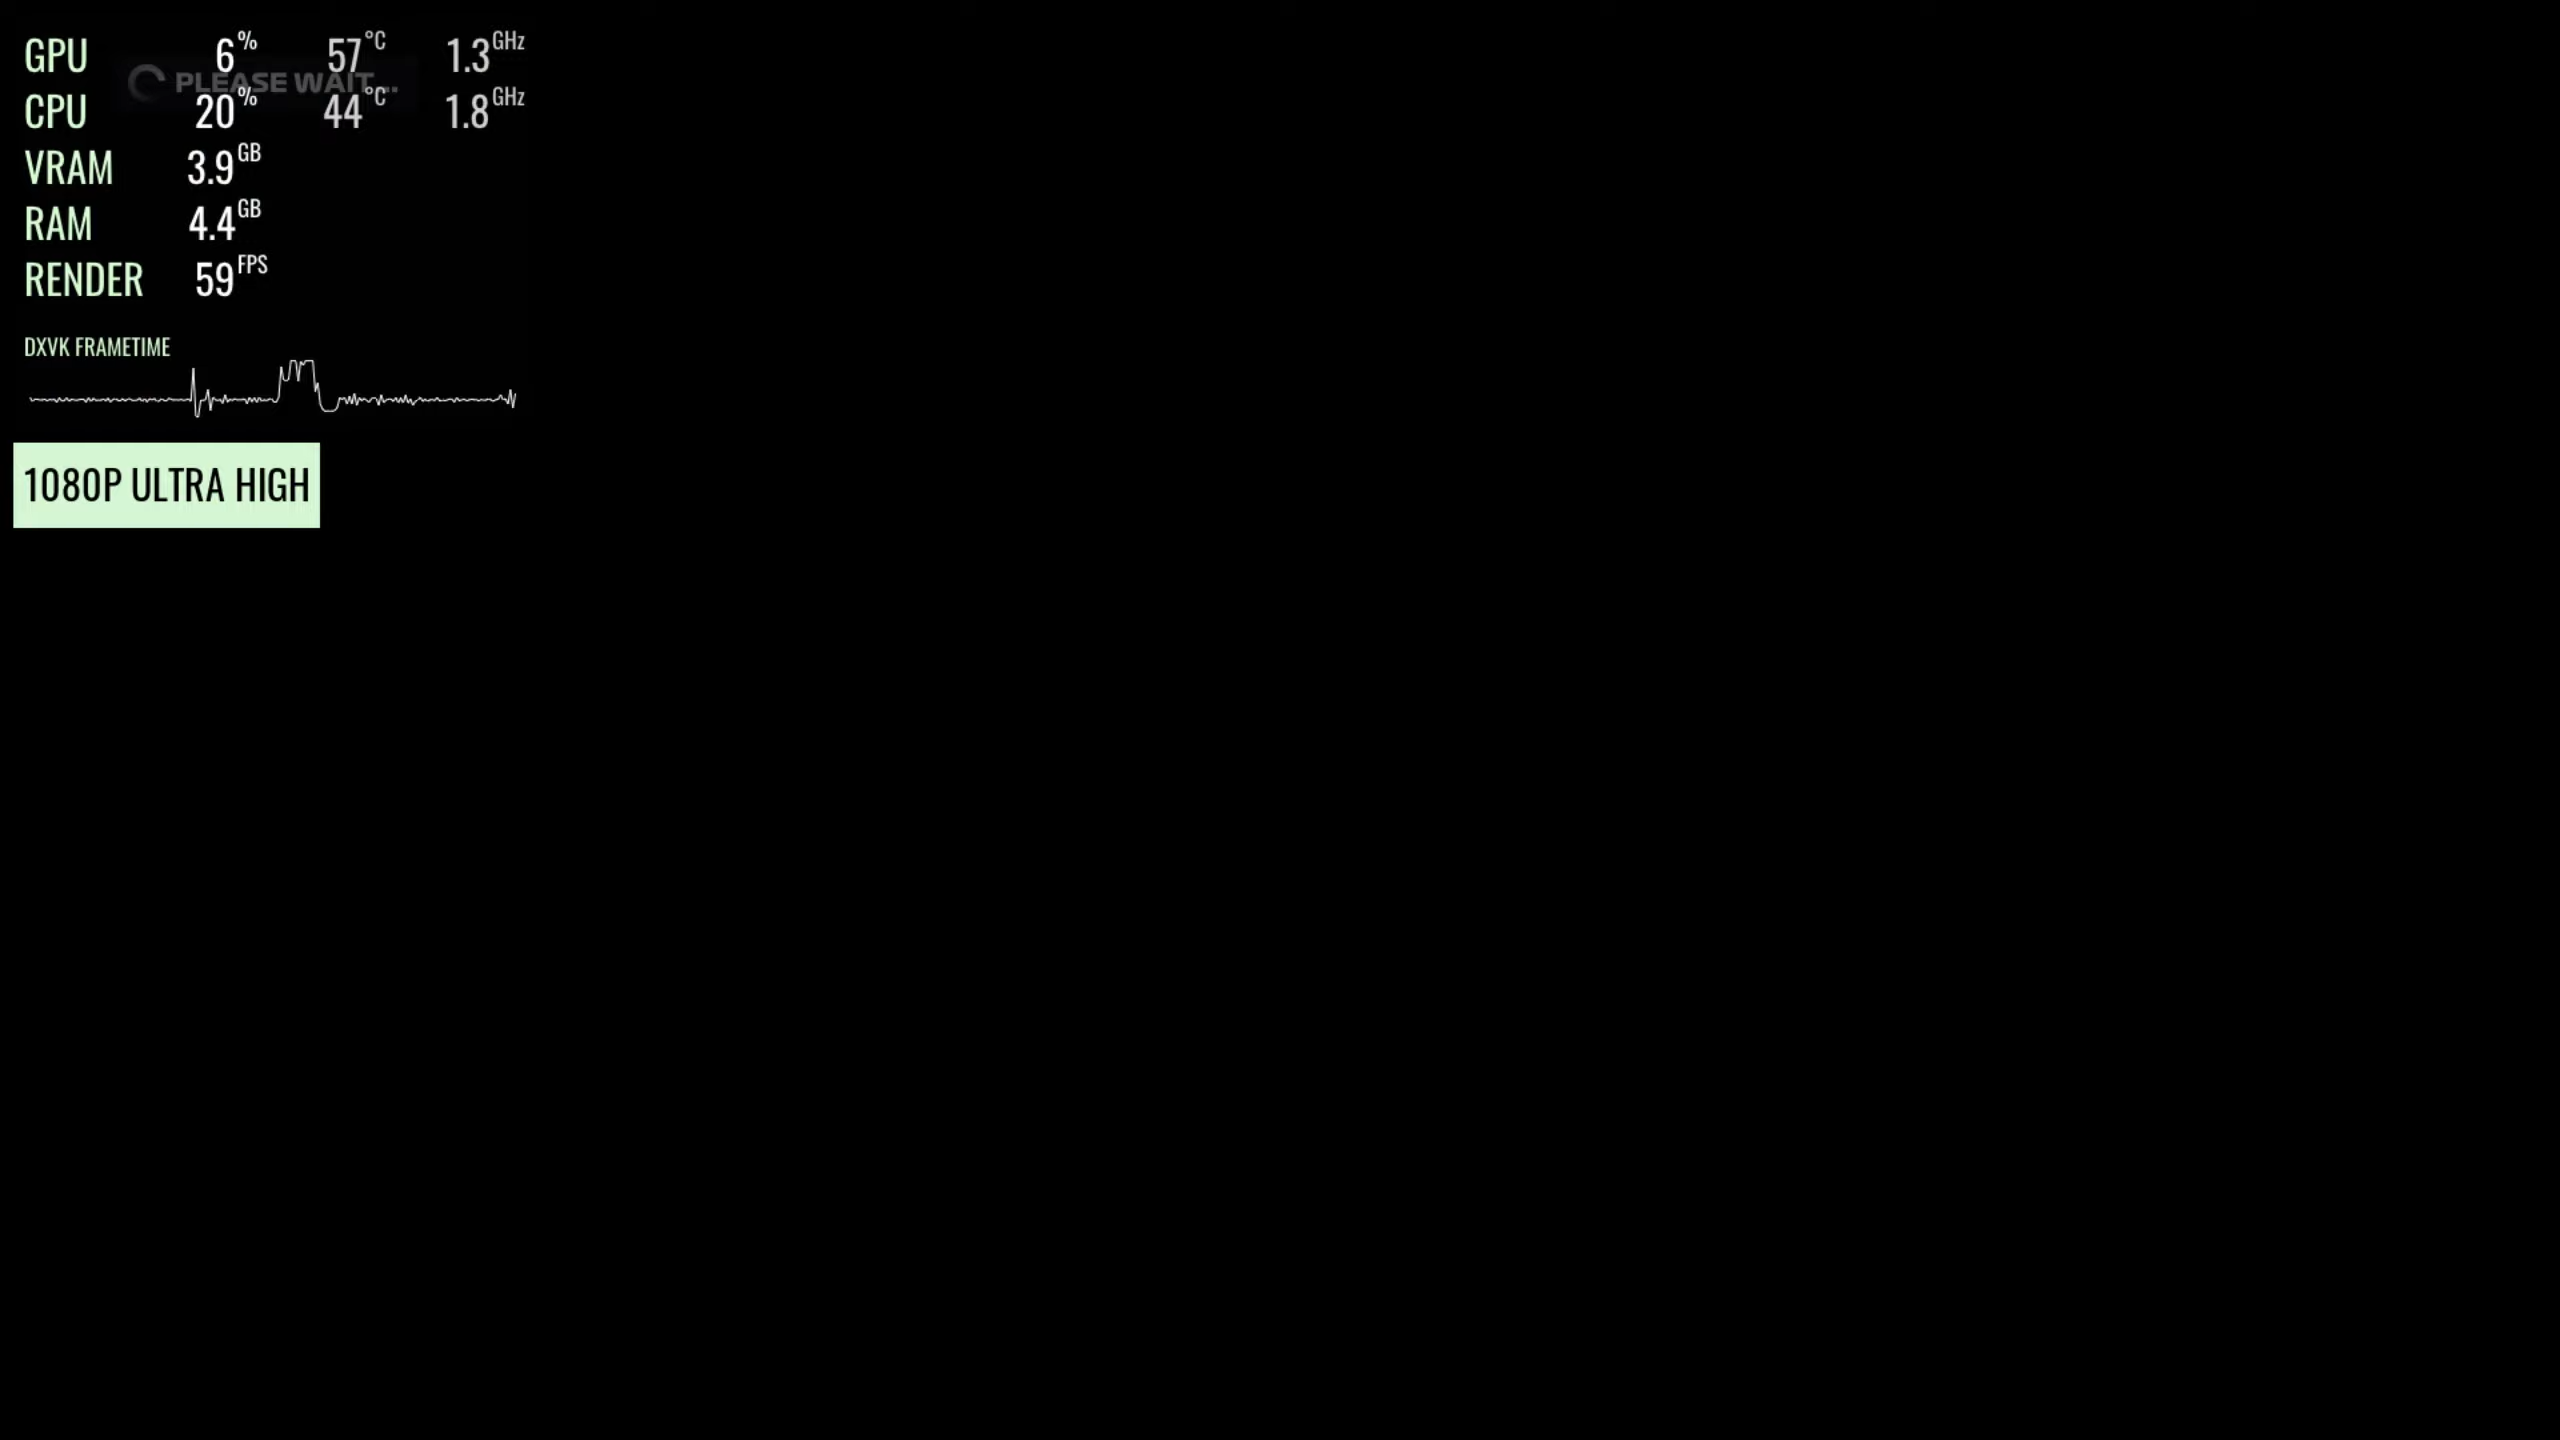 GPU 6% 57°C 1.3GHz
PLEASE WAIT...
CPU 20% 44°C 1.8GHz
VRAM 3.9GB
RAM 4.4GB
RENDER 59FPS
DXVK FRAMETIME
1080P ULTRA HIGH